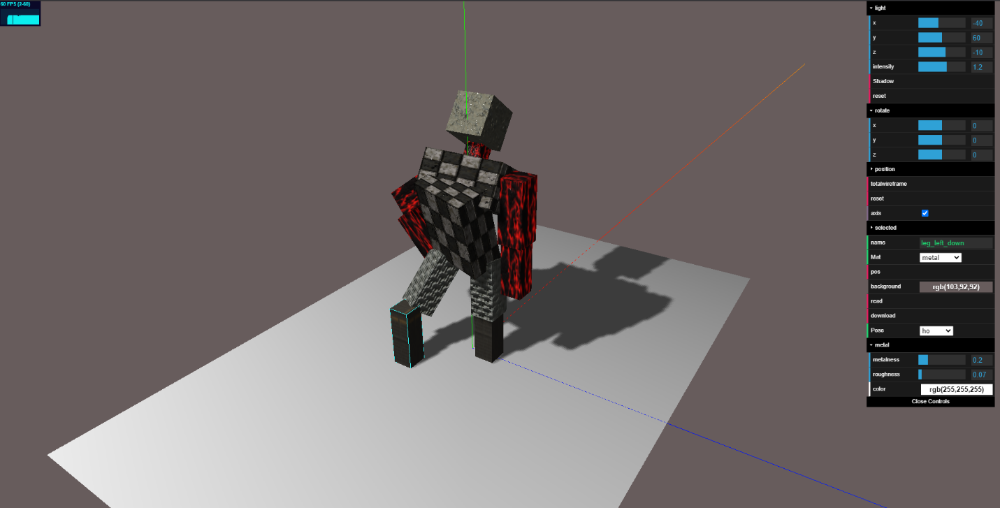 60 FPS (2-60)
light
x -40
y 60
z -10
intensity 1.2
Shadow
reset
rotate
x 0
y 0
z 0
position
totalwireframe
reset
axis
selected
name leg_left_down
Mat metal
pos
background rgb(103,92,92)
read
download
Pose ho
metal
metalness 0.2
roughness 0.07
color rgb(255,255,255)
Close Controls